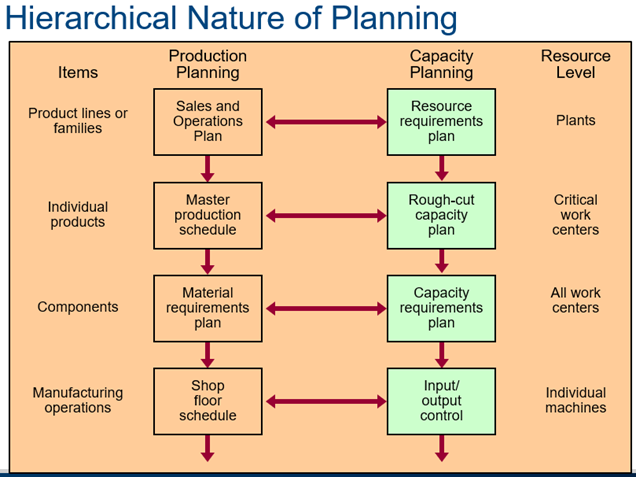 Hierarchical Nature of Planning
Items
Production
Planning
Capacity
Planning
Resource
Level
Product lines or
families
Sales and
Operations
Plan
Resource
requirements
plan
Plants
Individual
products
Master
production
schedule
Rough-cut
capacity
plan
Critical
work
centers
Components
Material
requirements
plan
Capacity
requirements
plan
All work
centers
Manufacturing
operations
Shop
floor
schedule
Input/
output
control
Individual
machines